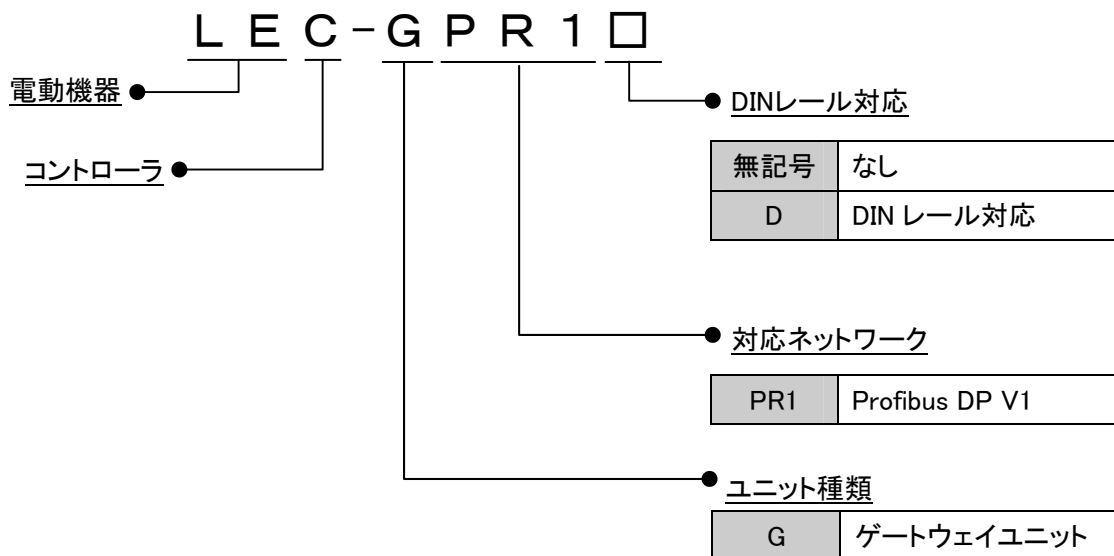 LEC-GPR1□
電動機器
DINレール対応
コントローラ
無記号 なし
D DIN レール対応
対応ネットワーク
PR1 Profibus DP V1
ユニット種類
G ゲートウェイユニット